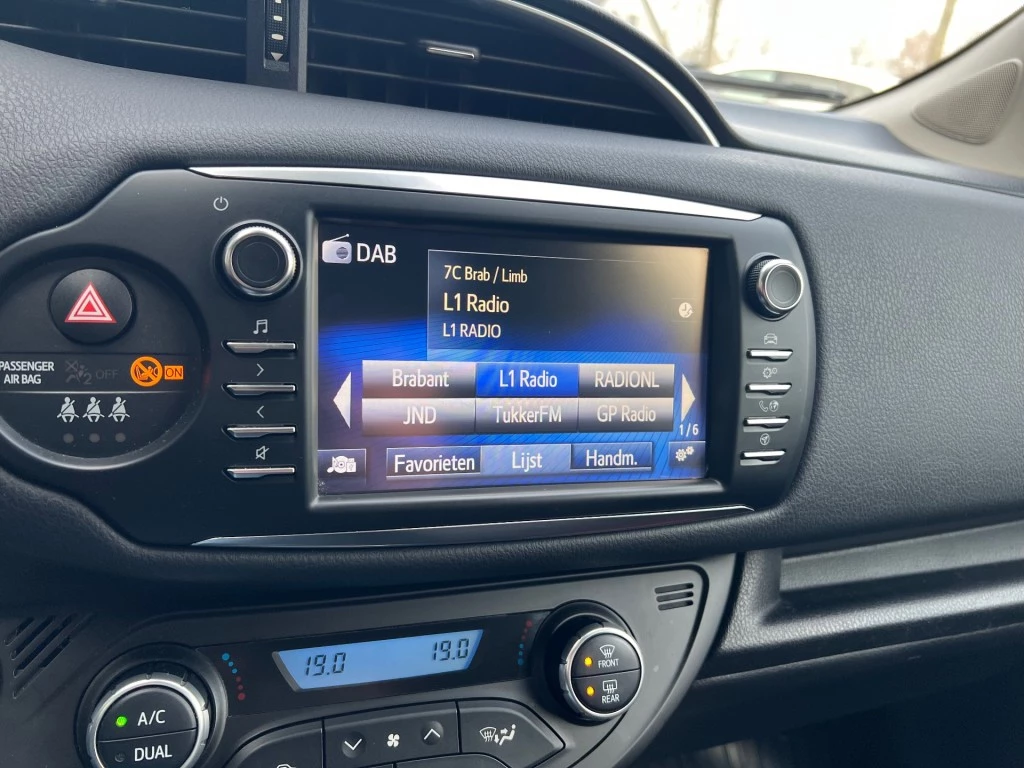 DAB
7C Brab / Limb
L1 Radio
L1 RADIO
Brabant L1 Radio RADIONL
JND TukkerFM GP Radio
1/6
Favorieten Lijst Handm.
PASSENGER
AIR BAG
2 OFF
ON
19.0 19.0
FRONT
REAR
A/C
DUAL